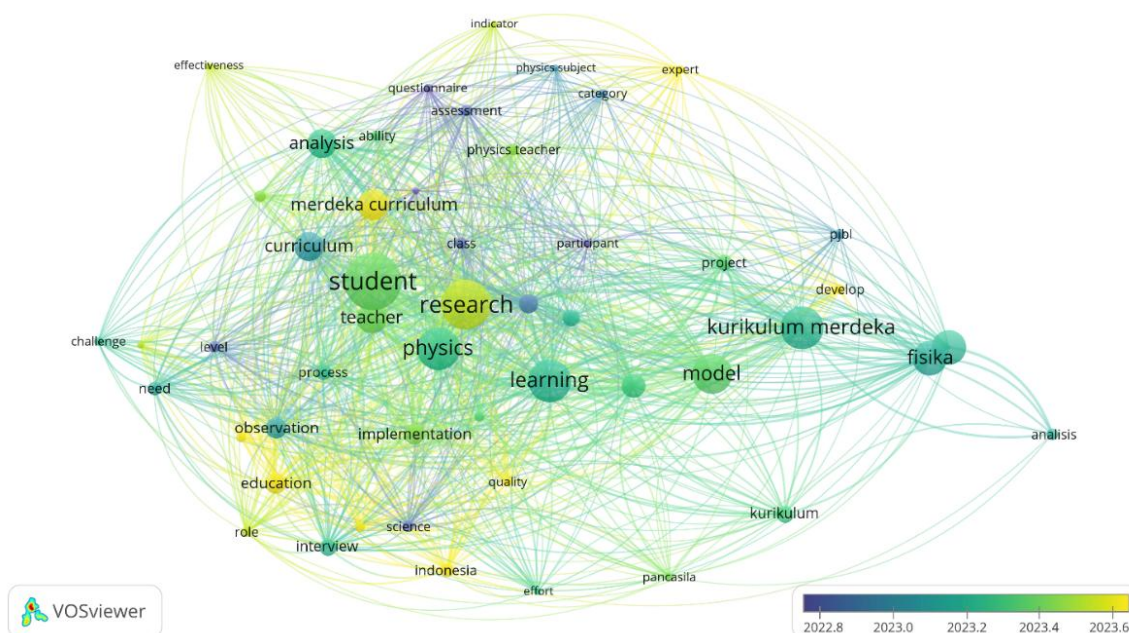 indicator
effectiveness
physics subject
expert
questionnaire
category
assessment
analysis
ability
physics teacher
merdeka curriculum
curriculum
class
participant
pjbl
project
student
develop
research
teacher
kurikulum merdeka
challenge
level
physics
fisika
process
learning
model
need
observation
implementation
analisis
education
quality
kurikulum
role
science
interview
indonesia
pancasila
effort
VOSviewer
2022.8 2023.0 2023.2 2023.4 2023.6